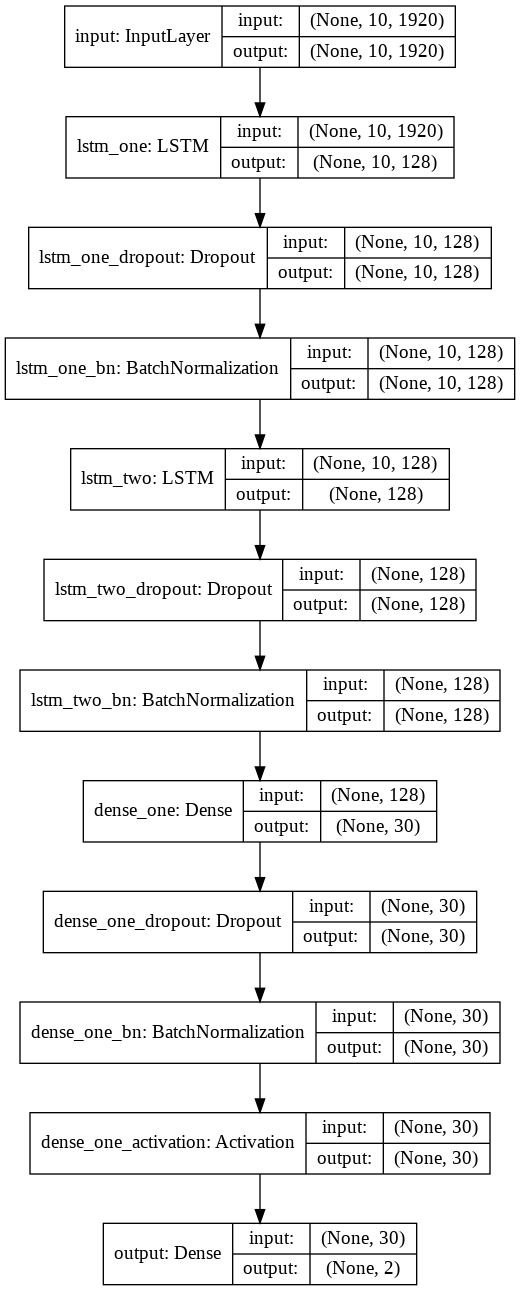 input: InputLayer
input: (None, 10, 1920)
output: (None, 10, 1920)
lstm_one: LSTM
input: (None, 10, 1920)
output: (None, 10, 128)
lstm_one_dropout: Dropout
input: (None, 10, 128)
output: (None, 10, 128)
lstm_one_bn: BatchNormalization
input: (None, 10, 128)
output: (None, 10, 128)
lstm_two: LSTM
input: (None, 10, 128)
output: (None, 128)
lstm_two_dropout: Dropout
input: (None, 128)
output: (None, 128)
lstm_two_bn: BatchNormalization
input: (None, 128)
output: (None, 128)
dense_one: Dense
input: (None, 128)
output: (None, 30)
dense_one_dropout: Dropout
input: (None, 30)
output: (None, 30)
dense_one_bn: BatchNormalization
input: (None, 30)
output: (None, 30)
dense_one_activation: Activation
input: (None, 30)
output: (None, 30)
output: Dense
input: (None, 30)
output: (None, 2)